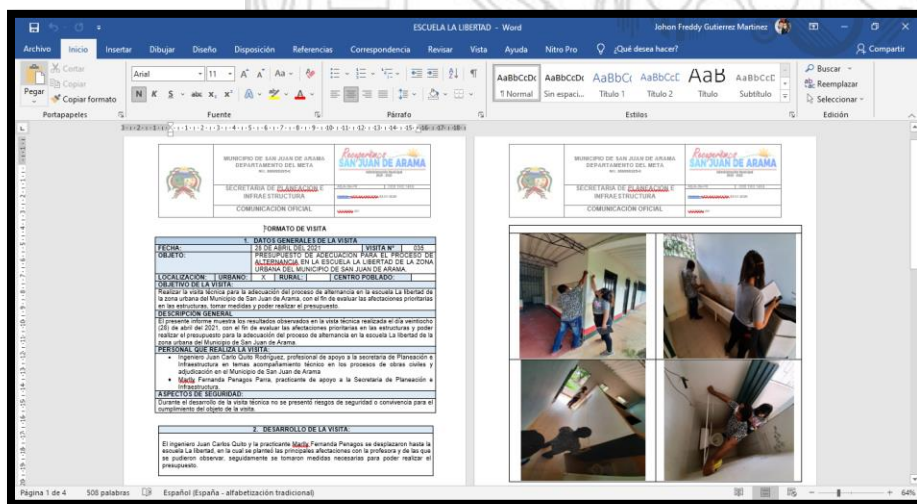 ESCUELA LA LIBERTAD - Word
Johon Freddy Gutierrez Martinez
Archivo Inicio Insertar Dibujar Diseño Disposición Referencias Correspondencia Revisar Vista Ayuda Nitro Pro ¿Qué desea hacer? Compartir
Pegar
Cortar
Copiar
Copiar formato
Portapapeles
Arial 11
N K S abc x, x²
Fuente
Párrafo
AaBbCcDc AaBbCcDc AaBbCc AaBbCcC AaB AaBbCcC
¶ Normal Sin espaci... Título 1 Título 2 Título Subtítulo
Estilos
Buscar
Reemplazar
Seleccionar
Edición
MUNICIPIO DE SAN JUAN DE ARAMA
DEPARTAMENTO DEL META
SECRETARIA DE PLANEACION E
INFRAESTRUCTURA
COMUNICACIÓN OFICIAL
Recuperemos
SAN JUAN DE ARAMA
FORMATO DE VISITA
1. DATOS GENERALES DE LA VISITA
FECHA: 28 DE ABRIL DEL 2021 VISITA N° 035
OBJETO: PRESUPUESTO DE ADECUACION PARA EL PROCESO DE
ALTERNANCIA EN LA ESCUELA LA LIBERTAD DE LA ZONA
URBANA DEL MUNICIPIO DE SAN JUAN DE ARAMA.
LOCALIZACIÓN: URBANO: X RURAL: CENTRO POBLADO:
OBJETIVO DE LA VISITA:
Realizar la visita técnica para la adecuación del proceso de alternancia en la escuela La libertad de
la zona urbana del Municipio de San Juan de Arama, con el fin de evaluar las afectaciones prioritarias
en las estructuras, tomar medidas y poder realizar el presupuesto.
DESCRIPCIÓN GENERAL
El presente informe muestra los resultados observados en la visita técnica realizada el día veintiocho
(28) de abril del 2021, con el fin de evaluar las afectaciones prioritarias en las estructuras y poder
realizar el presupuesto para la adecuación del proceso de alternancia en la escuela La libertad de la
zona urbana del Municipio de San Juan de Arama.
PERSONAL QUE REALIZA LA VISITA:
• Ingeniero Juan Carlo Quito Rodríguez, profesional de apoyo a la secretaria de Planeación e
Infraestructura en temas acompañamiento técnico en los procesos de obras civiles y
adjudicación en el Municipio de San Juan de Arama
• Marlly Fernanda Penagos Parra, practicante de apoyo a la Secretaria de Planeación e
Infraestructura.
ASPECTOS DE SEGURIDAD:
Durante el desarrollo de la visita técnica no se presentó riesgos de seguridad o convivencia para el
cumplimiento del objeto de la visita.
2. DESARROLLO DE LA VISITA:
El ingeniero Juan Carlos Quito y la practicante Marlly Fernanda Penagos se desplazaron hasta la
escuela La libertad, en la cual se planteó las principales afectaciones con la profesora y de las que
se pudieron observar, seguidamente se tomaron medidas necesarias para poder realizar el
presupuesto.
MUNICIPIO DE SAN JUAN DE ARAMA
DEPARTAMENTO DEL META
SECRETARIA DE PLANEACION E
INFRAESTRUCTURA
COMUNICACIÓN OFICIAL
Recuperemos
SAN JUAN DE ARAMA
Página 1 de 4 508 palabras Español (España - alfabetización tradicional) 64%